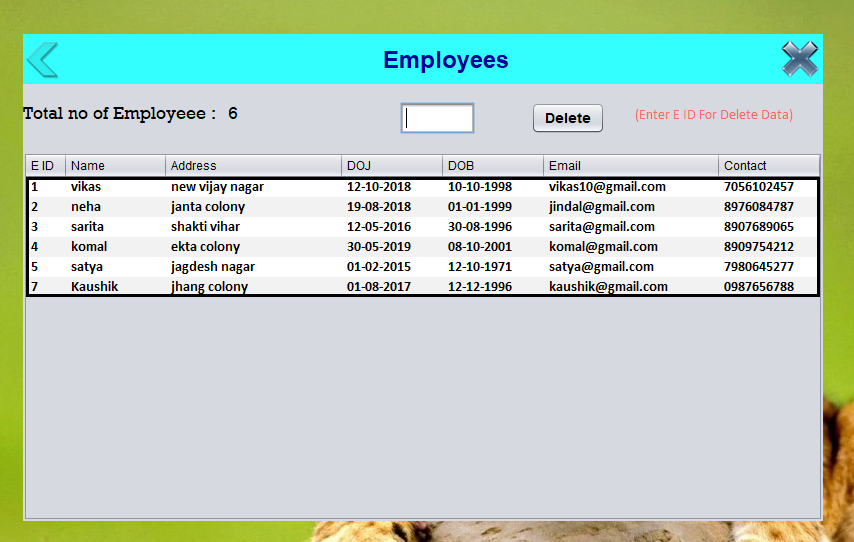 Employees
Total no of Employeee : 6
Delete
(Enter E ID For Delete Data)
E ID Name Address DOJ DOB Email Contact
1 vikas new vijay nagar 12-10-2018 10-10-1998 vikas10@gmail.com 7056102457
2 neha janta colony 19-08-2018 01-01-1999 jindal@gmail.com 8976084787
3 sarita shakti vihar 12-05-2016 30-08-1996 sarita@gmail.com 8907689065
4 komal ekta colony 30-05-2019 08-10-2001 komal@gmail.com 8909754212
5 satya jagdesh nagar 01-02-2015 12-10-1971 satya@gmail.com 7980645277
7 Kaushik jhang colony 01-08-2017 12-12-1996 kaushik@gmail.com 0987656788